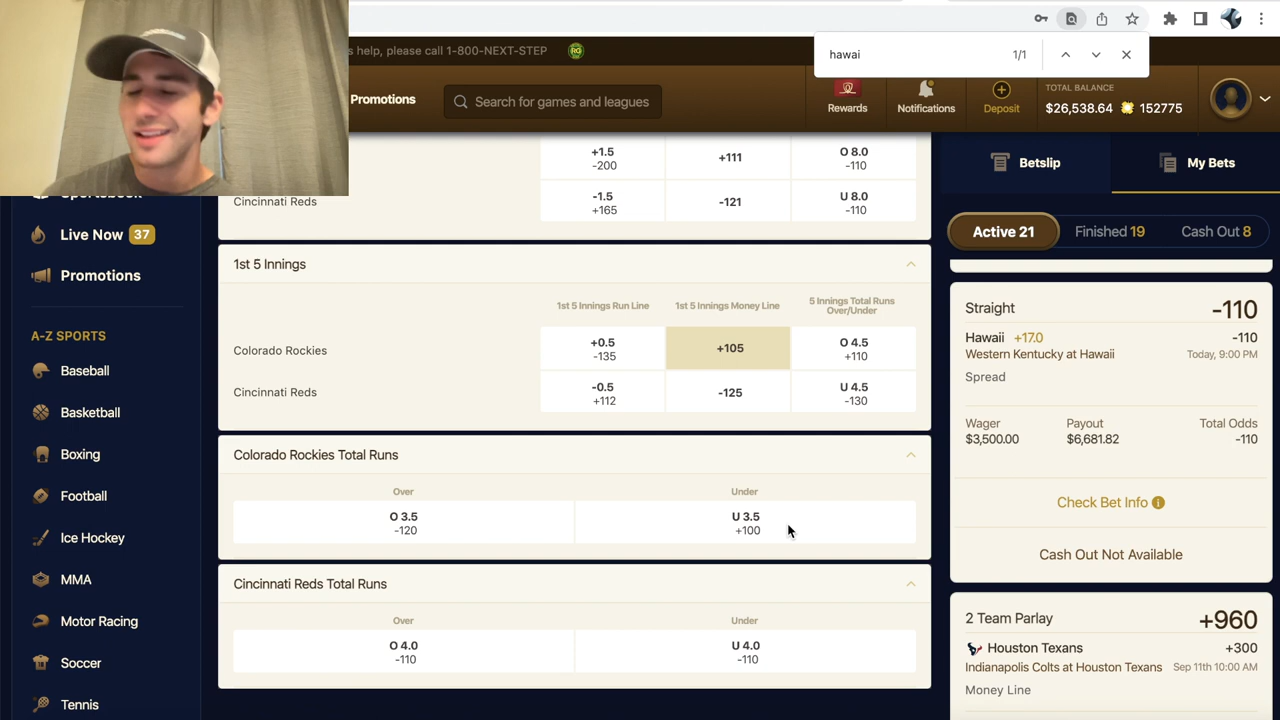 hawai 1/1
s help, please call 1-800-NEXT-STEP RG
Promotions
Search for games and leagues
Rewards
Notifications
Deposit
TOTAL BALANCE
$26,538.64 152775
Live Now 37
Promotions
A-Z SPORTS
Baseball
Basketball
Boxing
Football
Ice Hockey
MMA
Motor Racing
Soccer
Tennis
+1.5 +111 O 8.0
-200 -110
Cincinnati Reds -1.5 -121 U 8.0
+165 -110
1st 5 Innings
1st 5 Innings Run Line 1st 5 Innings Money Line 5 Innings Total Runs
Over/Under
Colorado Rockies +0.5 +105 O 4.5
-135 +110
Cincinnati Reds -0.5 -125 U 4.5
+112 -130
Colorado Rockies Total Runs
Over Under
O 3.5 U 3.5
-120 +100
Cincinnati Reds Total Runs
Over Under
O 4.0 U 4.0
-110 -110
Betslip My Bets
Active 21 Finished 19 Cash Out 8
Straight -110
Hawaii +17.0 -110
Western Kentucky at Hawaii Today, 9:00 PM
Spread
Wager Payout Total Odds
$3,500.00 $6,681.82 -110
Check Bet Info i
Cash Out Not Available
2 Team Parlay +960
Houston Texans +300
Indianapolis Colts at Houston Texans Sep 11th 10:00 AM
Money Line